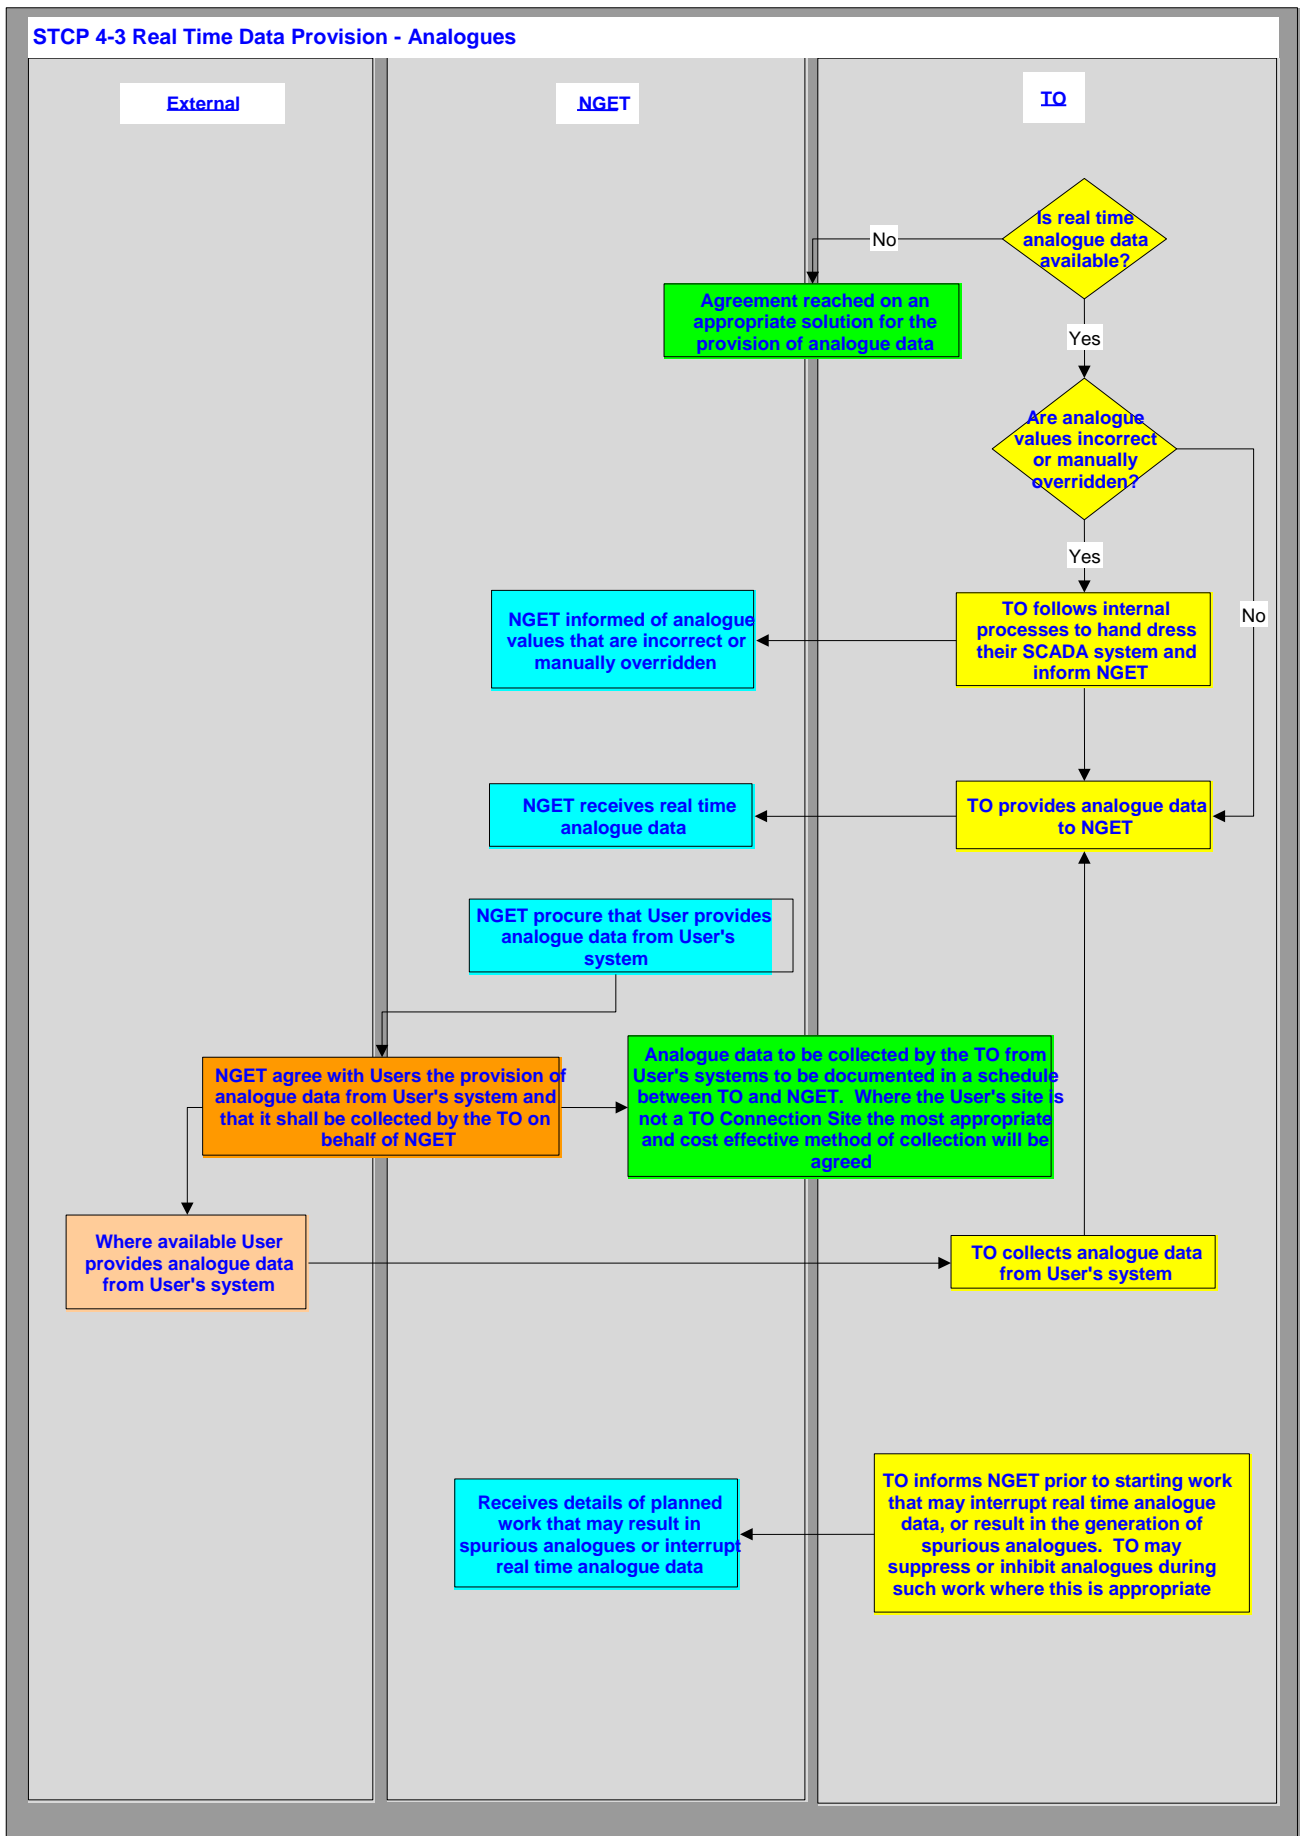 STCP 4-3 Real Time Data Provision - Analogues
External
NGET
TO
Is real time
analogue data
available?
No
Agreement reached on an
appropriate solution for the
provision of analogue data
Yes
Are analogue
values incorrect
or manually
overridden?
Yes
No
NGET informed of analogue
values that are incorrect or
manually overridden
TO follows internal
processes to hand dress
their SCADA system and
inform NGET
NGET receives real time
analogue data
TO provides analogue data
to NGET
NGET procure that User provides
analogue data from User's
system
NGET agree with Users the provision of
analogue data from User's system and
that it shall be collected by the TO on
behalf of NGET
Analogue data to be collected by the TO from
User's systems to be documented in a schedule
between TO and NGET.  Where the User's site is
not a TO Connection Site the most appropriate
and cost effective method of collection will be
agreed
Where available User
provides analogue data
from User's system
TO collects analogue data
from User's system
Receives details of planned
work that may result in
spurious analogues or interrupt
real time analogue data
TO informs NGET prior to starting work
that may interrupt real time analogue
data, or result in the generation of
spurious analogues.  TO may
suppress or inhibit analogues during
such work where this is appropriate